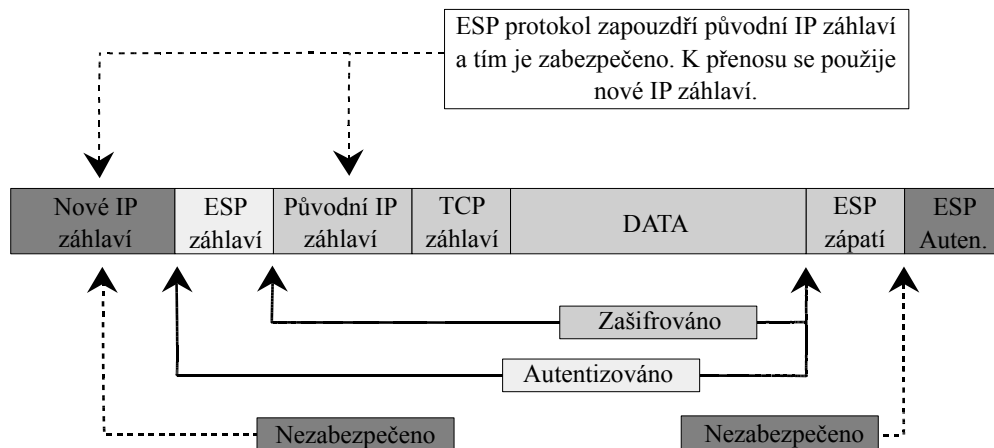 ESP protokol zapouzdří původní IP záhlaví
a tím je zabezpečeno. K přenosu se použije
nové IP záhlaví.
Nové IP
záhlaví
ESP
záhlaví
Původní IP
záhlaví
TCP
záhlaví
DATA
ESP
zápatí
ESP
Auten.
Zašifrováno
Autentizováno
Nezabezpečeno
Nezabezpečeno